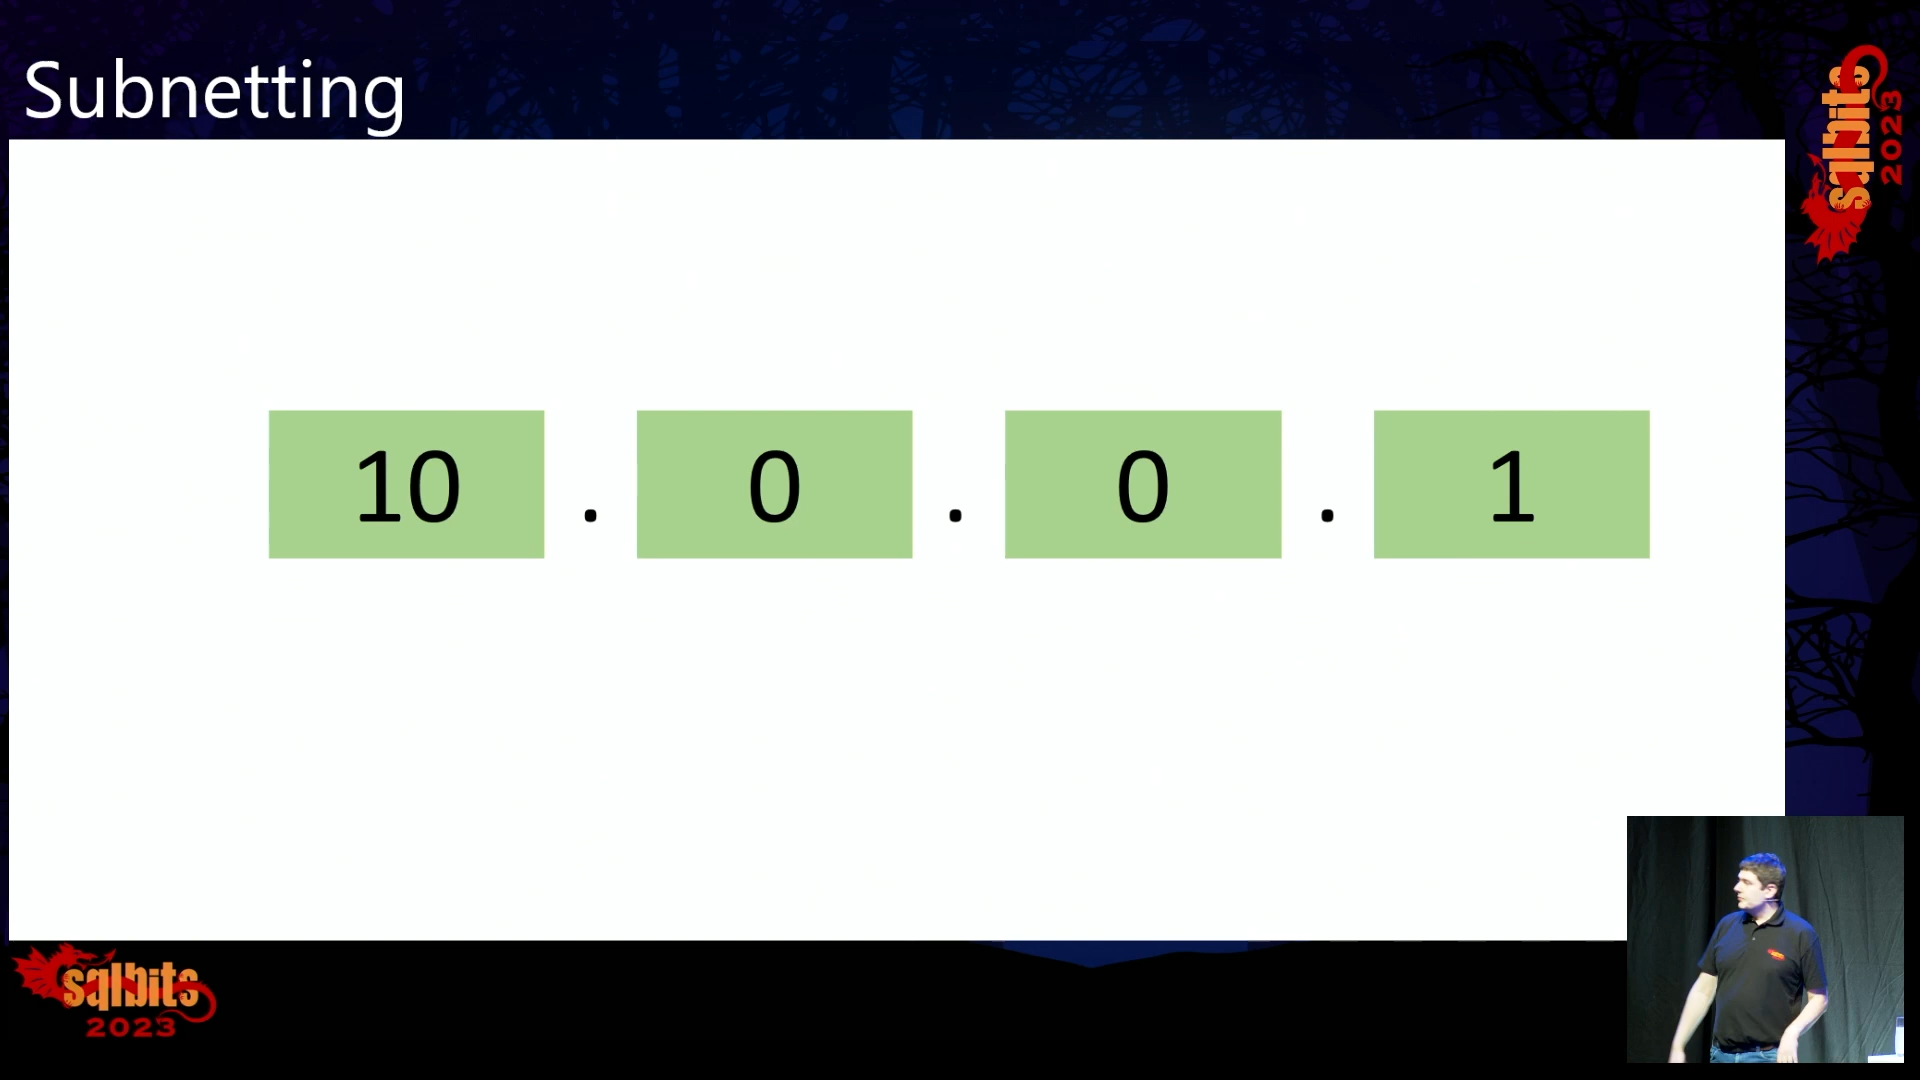 Subnetting
sqlbits
2023
10 . 0 . 0 . 1
sqlbits
2023